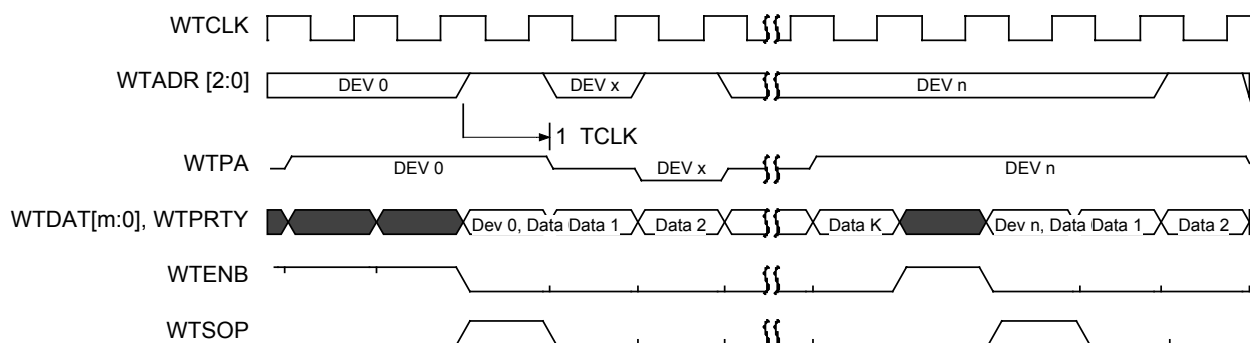 WTCLK
WTADR [2:0] DEV 0 DEV x DEV n
1 TCLK
WTPA DEV 0 DEV x DEV n
WTDAT[m:0], WTPRTY Dev 0, Data Data 1 Data 2 Data K Dev n, Data Data 1 Data 2
WTENB
WTSOP